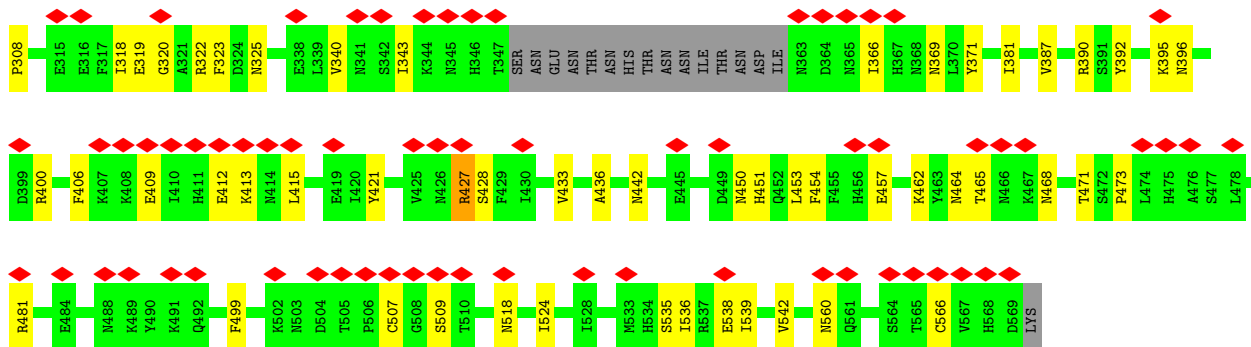 P308 E315 E316 F317 I318 E319 G320 A321 R322 F323 D324 N325 E338 L339 V340 N341 S342 I343 K344 N345 H346 T347 SER ASN GLU ASN THR ASN HIS THR ASN ASN ILE THR ASN ASP ILE N363 D364 N365 I366 H367 N368 N369 L370 Y371 I381 V387 R390 S391 Y392 K395 N396
D399 R400 F406 K407 K408 E409 I410 H411 E412 K413 N414 L415 E419 I420 Y421 V425 N426 R427 S428 F429 I430 V433 A436 N442 E445 D449 N450 H451 Q452 L453 F454 F455 H456 E457 K462 Y463 N464 T465 N466 K467 N468 T471 S472 P473 L474 H475 A476 S477 L478
R481 E484 N488 K489 Y490 K491 Q492 F499 K502 N503 D504 T505 P506 C507 G508 S509 T510 N518 I524 I528 M533 H534 S535 I536 R537 E538 I539 V542 N560 Q561 S564 T565 C566 V567 H568 D569 LYS